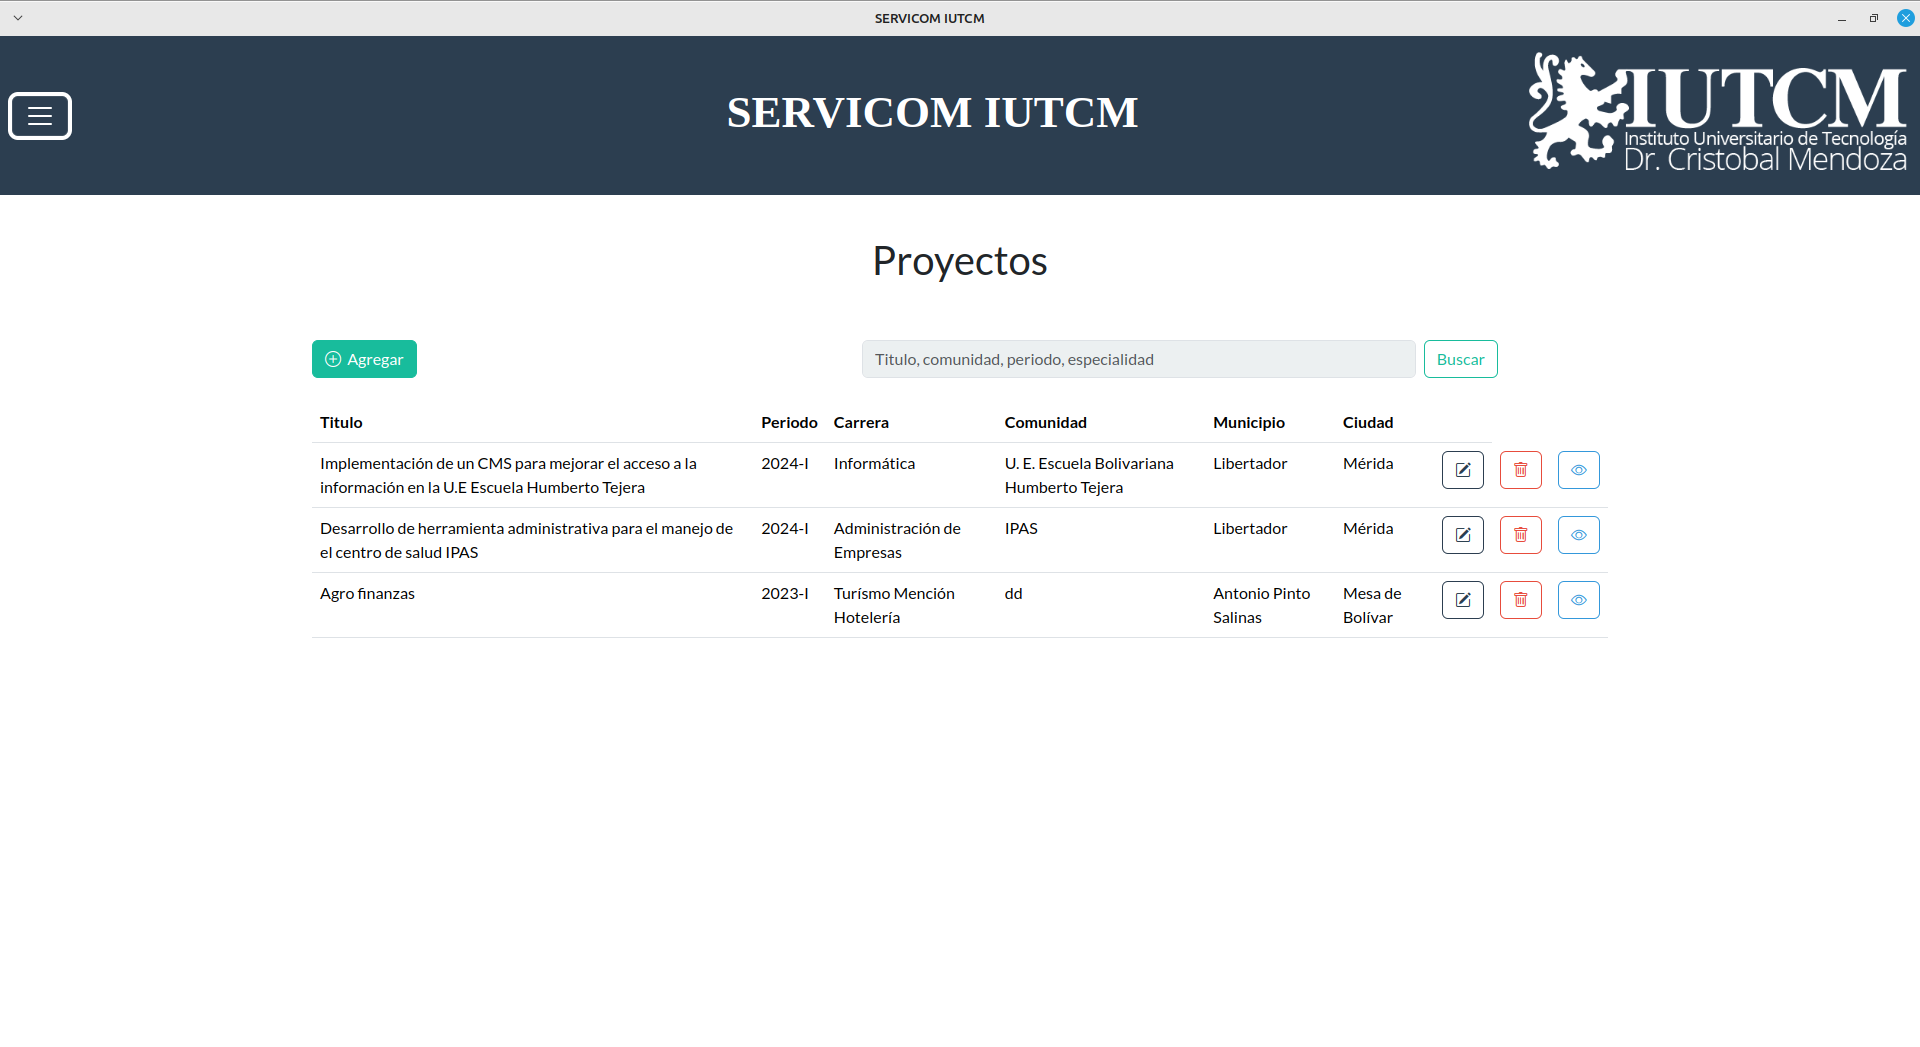 SERVICOM IUTCM
SERVICOM IUTCM
IUTCM
Instituto Universitario de Tecnología
Dr. Cristobal Mendoza
Proyectos
Agregar
Titulo, comunidad, periodo, especialidad
Buscar
Titulo Periodo Carrera Comunidad Municipio Ciudad
Implementación de un CMS para mejorar el acceso a la 2024-I Informática U. E. Escuela Bolivariana Libertador Mérida
información en la U.E Escuela Humberto Tejera Humberto Tejera
Desarrollo de herramienta administrativa para el manejo de 2024-I Administración de IPAS Libertador Mérida
el centro de salud IPAS Empresas
Agro finanzas 2023-I Turísmo Mención dd Antonio Pinto Mesa de
Hotelería Salinas Bolívar